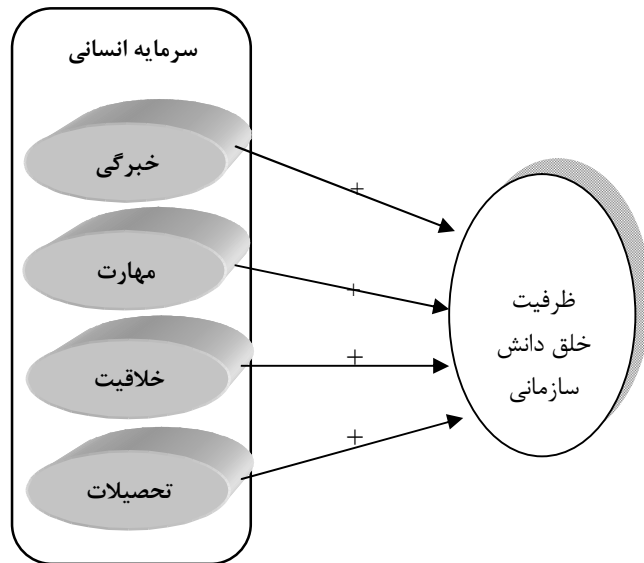 سرمایه انسانی
خبرگی
+
مهارت
+
خلاقیت
+
تحصیلات
+
ظرفیت
خلق دانش
سازمانی